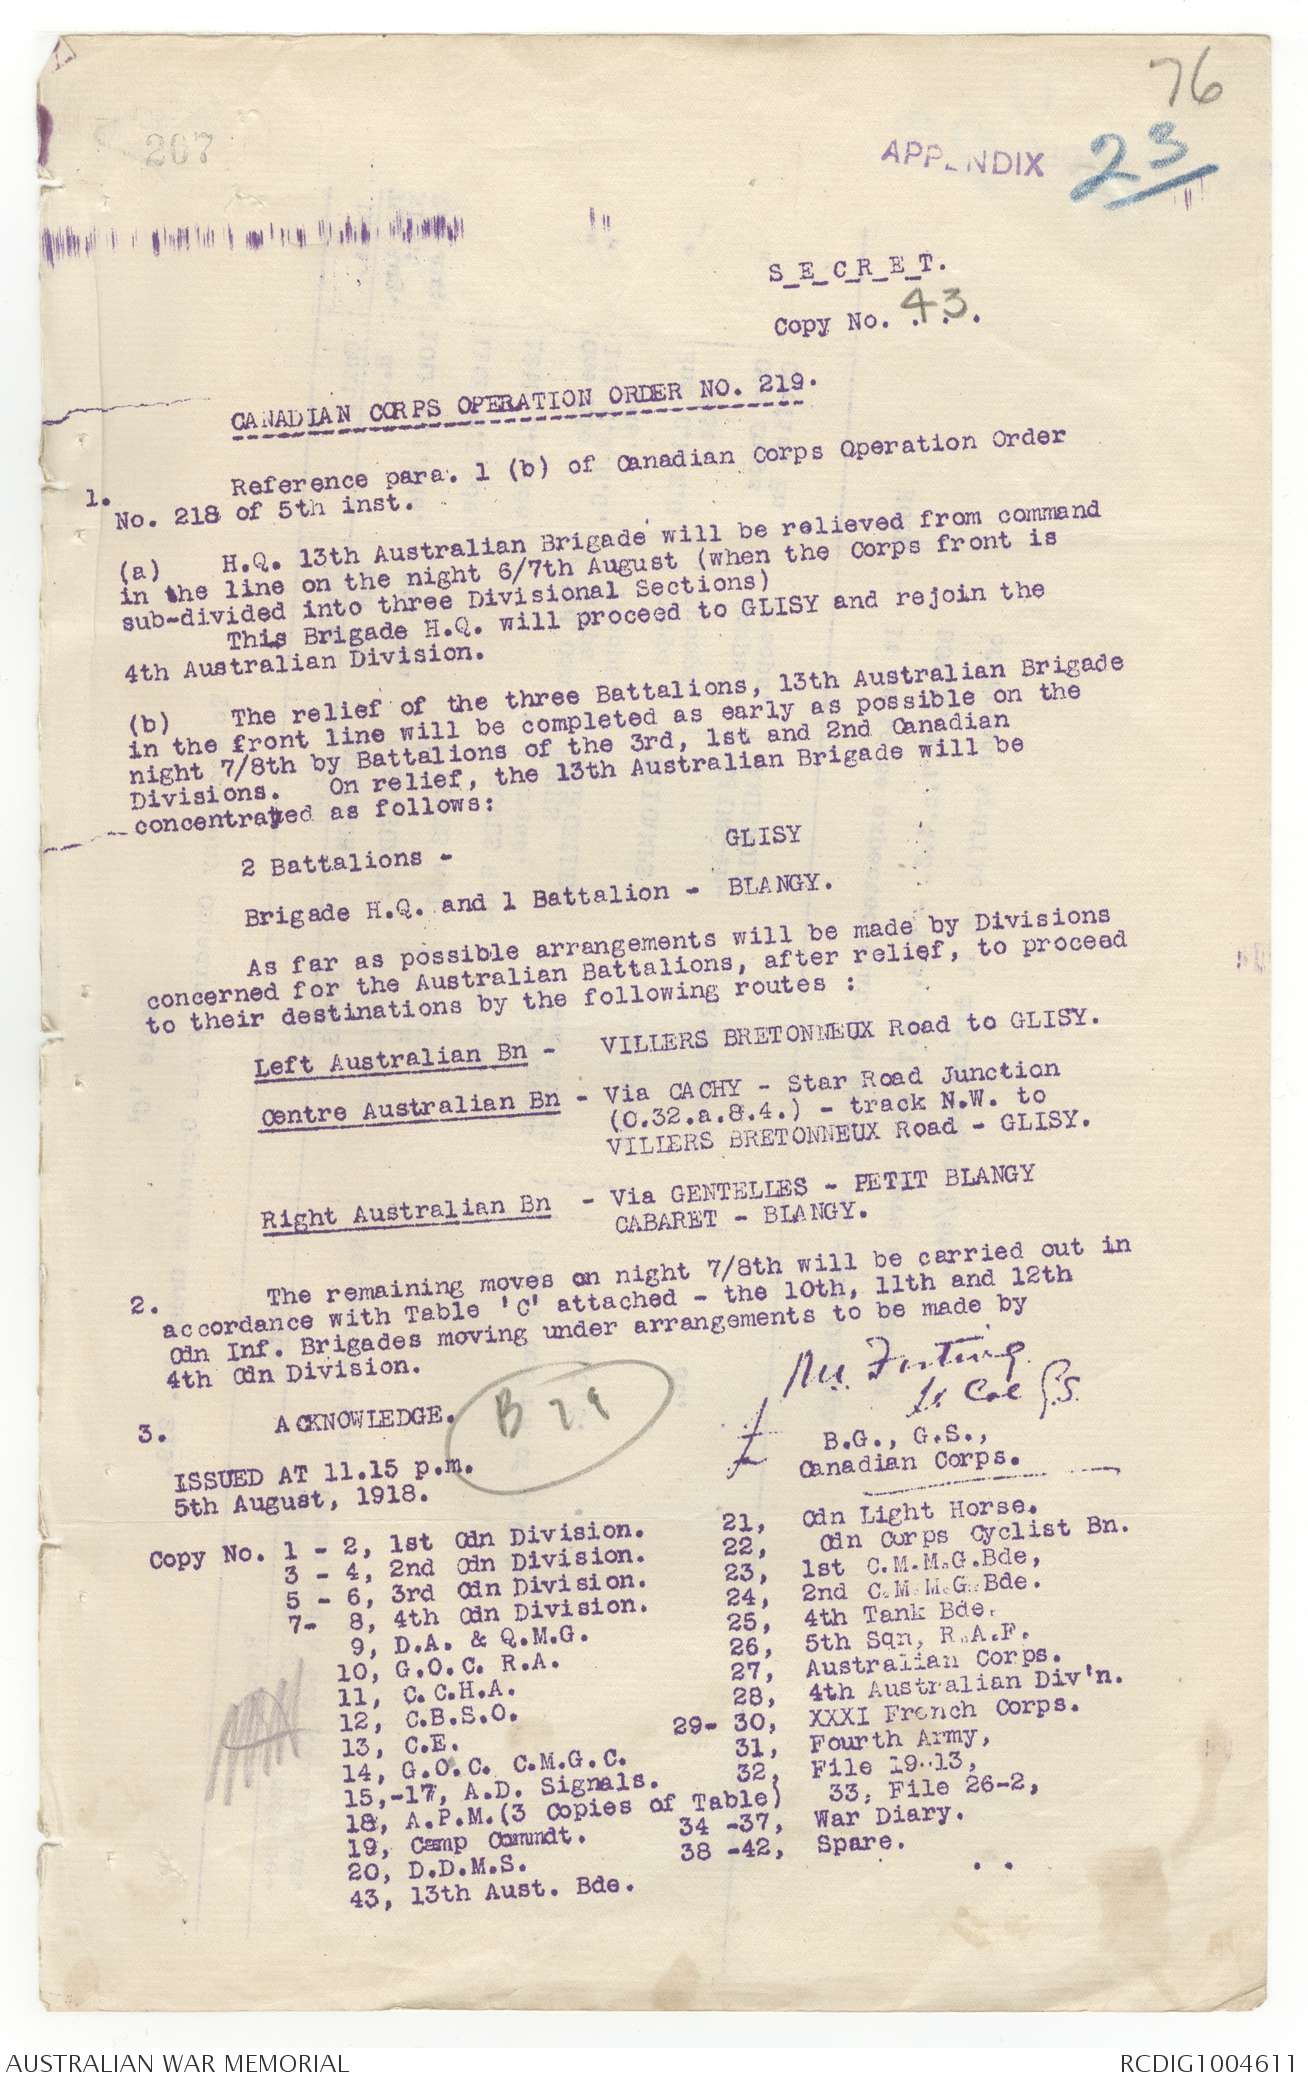 76
207
APPENDIX 23
S_E_C_R_E_T.
Copy No. 43.
CANADIAN CORPS OPERATION ORDER NO. 219.
1. Reference para. 1 (b) of Canadian Corps Operation Order
No. 218 of 5th inst.
(a) H.Q. 13th Australian Brigade will be relieved from command
in the line on the night 6/7th August (when the Corps front is
sub-divided into three Divisional Sections)
This Brigade H.Q. will proceed to GLISY and rejoin the
4th Australian Division.
(b) The relief of the three Battalions, 13th Australian Brigade
in the front line will be completed as early as possible on the
night 7/8th by Battalions of the 3rd, 1st and 2nd Canadian
Divisions. On relief, the 13th Australian Brigade will be
concentrated as follows:
2 Battalions - GLISY
Brigade H.Q. and 1 Battalion - BLANGY.
As far as possible arrangements will be made by Divisions
concerned for the Australian Battalions, after relief, to proceed
to their destinations by the following routes :
Left Australian Bn - VILLERS BRETONNEUX Road to GLISY.
Centre Australian Bn - Via CACHY - Star Road Junction
(O.32.a.8.4.) - track N.W. to
VILLERS BRETONNEUX Road - GLISY.
Right Australian Bn - Via GENTELLES - PETIT BLANGY
CABARET - BLANGY.
2. The remaining moves on night 7/8th will be carried out in
accordance with Table 'C' attached - the 10th, 11th and 12th
Cdn Inf. Brigades moving under arrangements to be made by
4th Cdn Division.
3. ACKNOWLEDGE.
B 29
Lt Col G.S.
B.G., G.S.,
Canadian Corps.
ISSUED AT 11.15 p.m.
5th August, 1918.
Copy No. 1 - 2, 1st Cdn Division.
3 - 4, 2nd Cdn Division.
5 - 6, 3rd Cdn Division.
7- 8, 4th Cdn Division.
9, D.A. & Q.M.G.
10, G.O.C. R.A.
11, C.C.H.A.
12, C.B.S.O.
13, C.E.
14, G.O.C. C.M.G.C.
15,-17, A.D. Signals.
18, A.P.M.(3 Copies of Table)
19, Camp Commdt.
20, D.D.M.S.
43, 13th Aust. Bde.
21, Cdn Light Horse.
22, Cdn Corps Cyclist Bn.
23, 1st C.M.M.G.Bde,
24, 2nd C.M.M.G.Bde.
25, 4th Tank Bde.
26, 5th Sqn, R.A.F.
27, Australian Corps.
28, 4th Australian Div'n.
29- 30, XXXI French Corps.
31, Fourth Army,
32, File 19-13,
33, File 26-2,
34 -37, War Diary.
38 -42, Spare.
AUSTRALIAN WAR MEMORIAL
RCDIG1004611